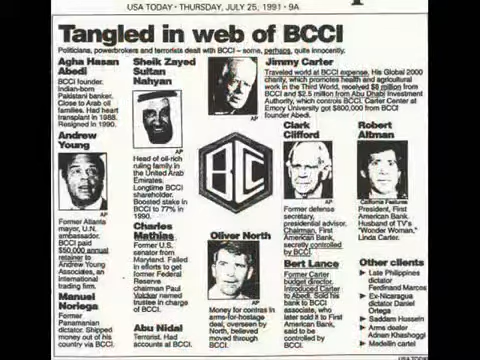 USA TODAY • THURSDAY, JULY 25, 1991 • 9A
Tangled in web of BCCI
Politicians, powerbrokers and terrorists dealt with BCCI – some, perhaps, quite innocently.
Agha Hasan
Abedi
BCCI founder.
Indian-born
Pakistani banker.
Close to Arab oil
families. Had heart
transplant in 1988.
Resigned in 1990.
Andrew
Young
AP
Former Atlanta
mayor, U.N.
ambassador.
BCCI paid
$50,000 annual
retainer to
Andrew Young
Associates, an
international
trading firm.
Manuel
Noriega
Former
Panamanian
dictator. Shipped
money out of his
country via BCCI.
Sheik Zayed
Sultan
Nahyan
AP
Head of oil-rich
ruling family in
the United Arab
Emirates.
Longtime BCCI
shareholder.
Boosted stake in
BCCI to 77% in
1990.
Charles
Mathias
Former U.S.
senator from
Maryland. Failed
in efforts to get
former Federal
Reserve
chairman Paul
Volcker named
trustee in charge
of BCCI.
Abu Nidal
Terrorist. Had
accounts at BCCI.
AP
Jimmy Carter
Traveled world at BCCI expense. His Global 2000
charity, which promotes health and agricultural
work in the Third World, received $8 million from
BCCI and $2.5 million from Abu Dhabi Investment
Authority, which controls BCCI. Carter Center at
Emory University got $800,000 from BCCI
founder Abedi.
BCCI
Oliver North
AP
Money for contras in
arms-for-hostage
deal, overseen by
North, believed
moved through
BCCI.
Clark
Clifford
AP
Former defense
secretary,
presidential advisor.
Chairman, First
American Bank,
secretly controlled
by BCCI.
Bert Lance
Former Carter
budget director.
Introduced Carter
to Abedi. Sold his
bank to BCCI
associate, who
later sold it to First
American Bank,
said to be
controlled by
BCCI.
Robert
Altman
California Features
President, First
American Bank.
Husband of TV's
"Wonder Woman,"
Linda Carter.
Other clients
► Late Philippines
dictator
Ferdinand Marcos
► Ex-Nicaragua
dictator Daniel
Ortega
► Saddam Hussein
► Arms dealer
Adnan Khashoggi
► Medellin cartel
USA TODAY